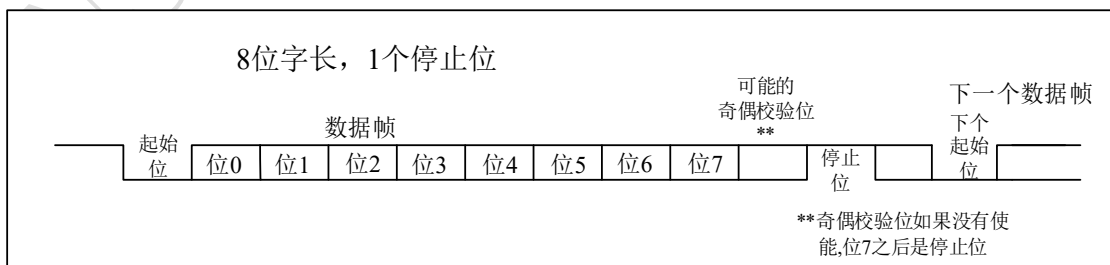 8位字长，1个停止位
可能的
奇偶校验位
**
下一个数据帧
数据帧
下个
起始
位
起始
位
位0
位1
位2
位3
位4
位5
位6
位7
停止
位
**奇偶校验位如果没有使
能,位7之后是停止位